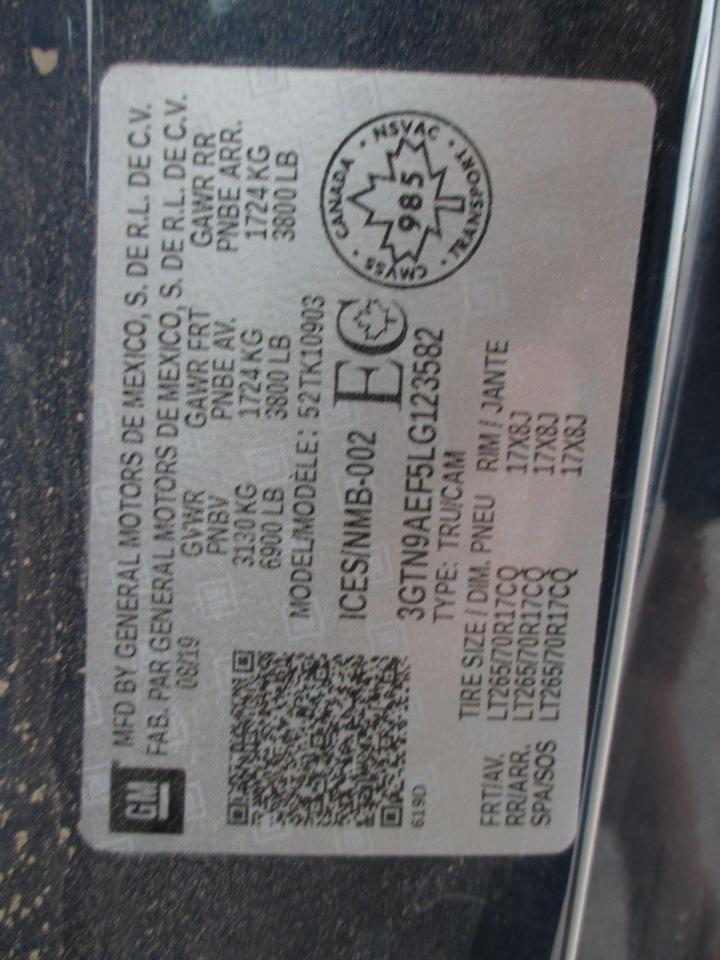 GM
MFD BY GENERAL MOTORS DE MEXICO, S. DE R.L. DE C.V.
FAB. PAR GENERAL MOTORS DE MEXICO, S. DE R.L. DE C.V.
08/19 GVWR GAWR FRT GAWR RR
PNBV PNBE AV. PNBE ARR.
3130 KG 1724 KG 1724 KG
6900 LB 3800 LB 3800 LB
MODEL/MODÈLE: 52TK10903
ICES/NMB-002 EC
CANADA · NSVAC · TRANSPORT
985
3GTN9AEF5LG123582
619D TYPE: TRU/CAM
TIRE SIZE / DIM. PNEU RIM / JANTE
FRT/AV. LT265/70R17CQ 17X8J
RR/ARR. LT265/70R17CQ 17X8J
SPA/SOS LT265/70R17CQ 17X8J